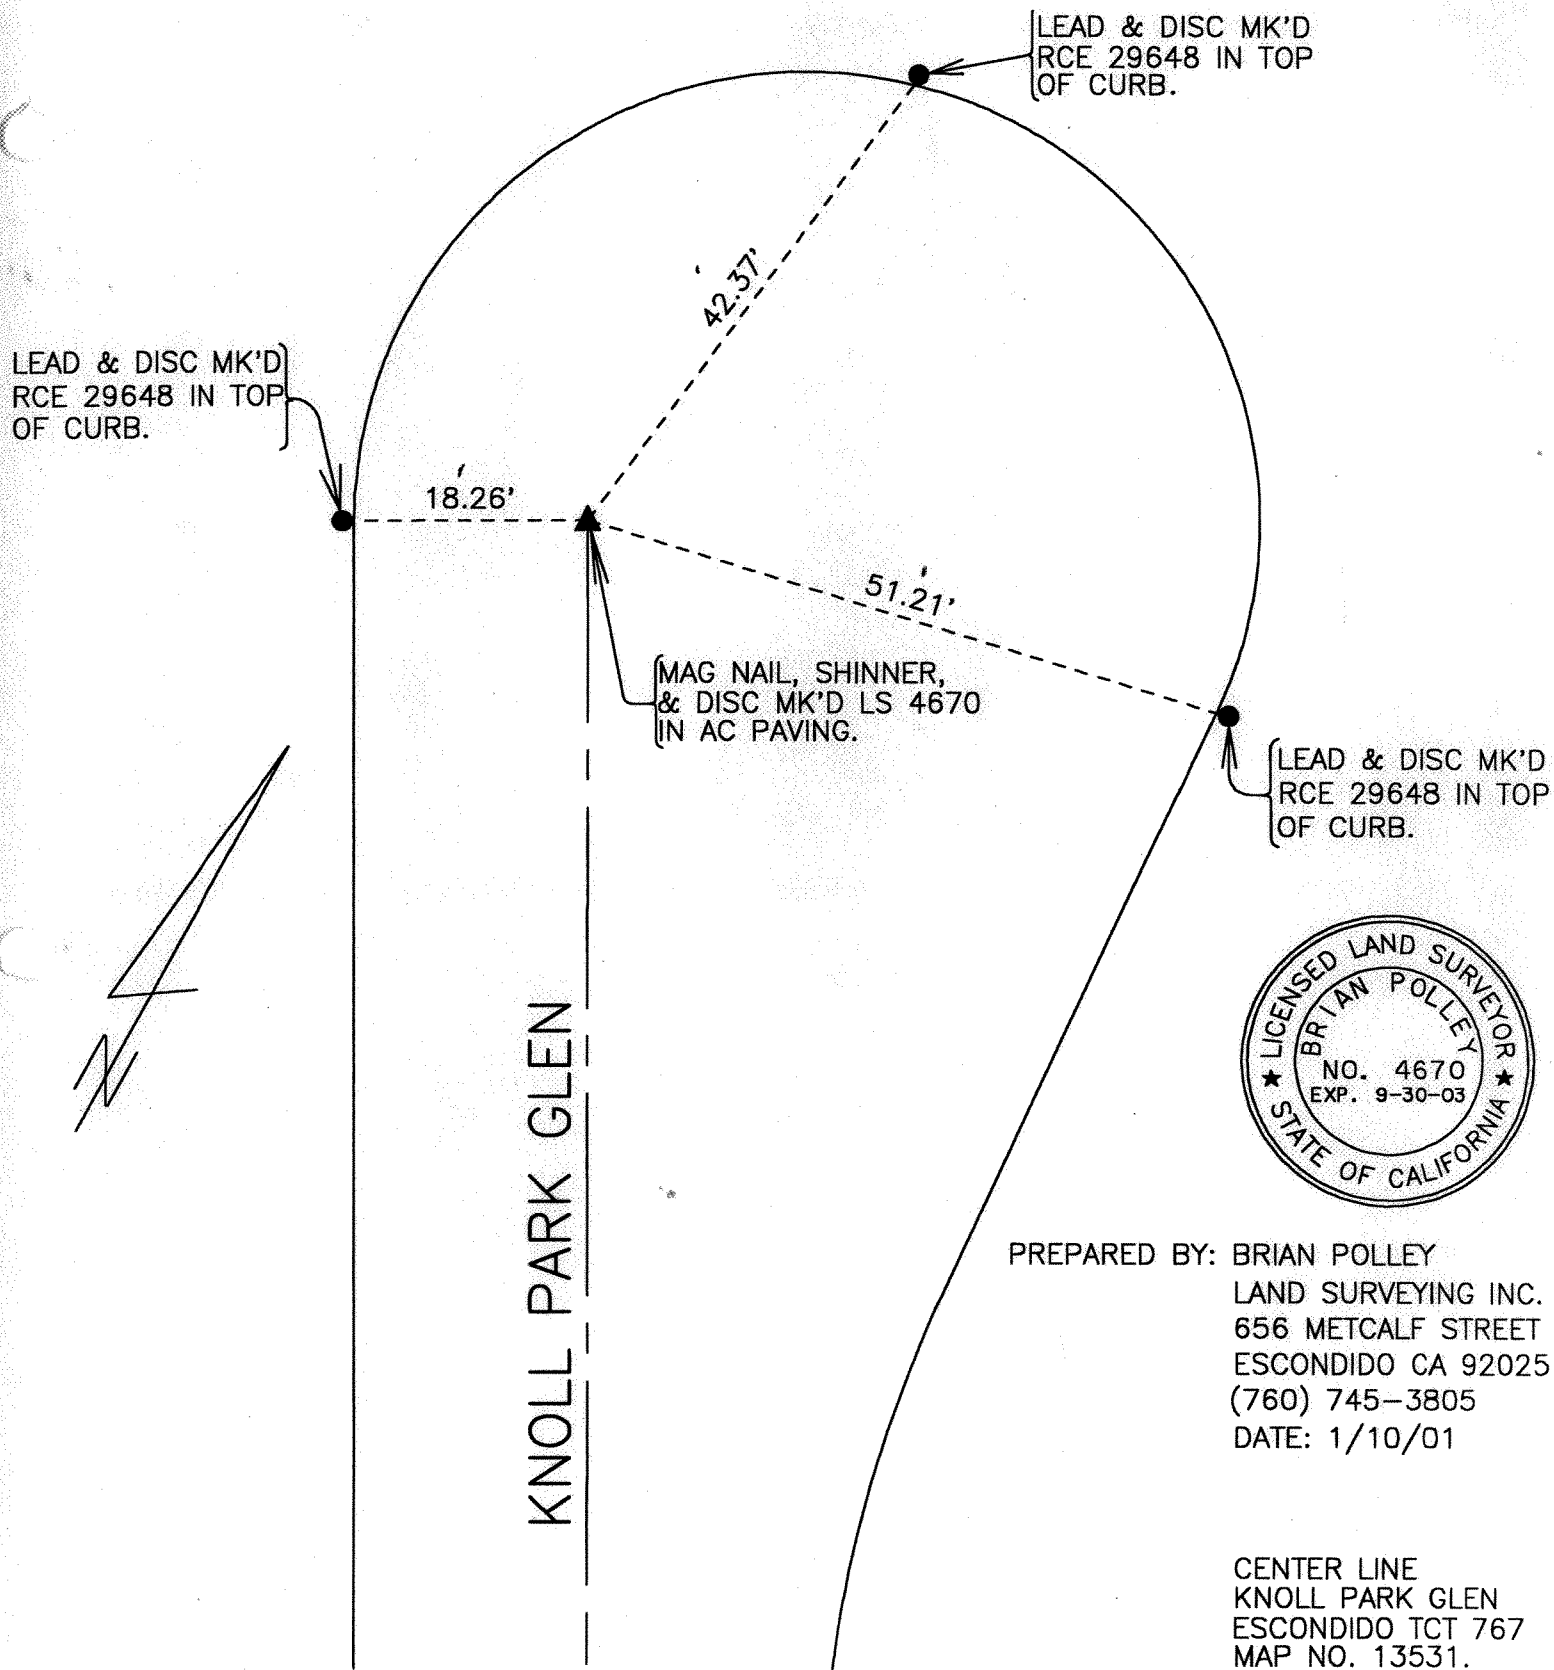 LEAD & DISC MK'D
RCE 29648 IN TOP
OF CURB.
42.37'
LEAD & DISC MK'D
RCE 29648 IN TOP
OF CURB.
18.26'
51.21'
MAG NAIL, SHINNER,
& DISC MK'D LS 4670
IN AC PAVING.
LEAD & DISC MK'D
RCE 29648 IN TOP
OF CURB.
N
KNOLL PARK GLEN
LICENSED LAND SURVEYOR
BRIAN POLLEY
NO. 4670
EXP. 9-30-03
STATE OF CALIFORNIA
PREPARED BY: BRIAN POLLEY
LAND SURVEYING INC.
656 METCALF STREET
ESCONDIDO CA 92025
(760) 745-3805
DATE: 1/10/01
CENTER LINE
KNOLL PARK GLEN
ESCONDIDO TCT 767
MAP NO. 13531.